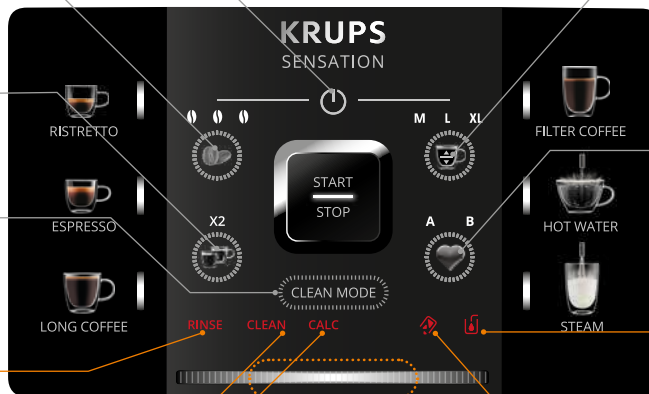 KRUPS
SENSATION
M L XL
RISTRETTO
FILTER COFFEE
START
STOP
X2
A B
ESPRESSO
HOT WATER
CLEAN MODE
LONG COFFEE
RINSE CLEAN CALC
STEAM